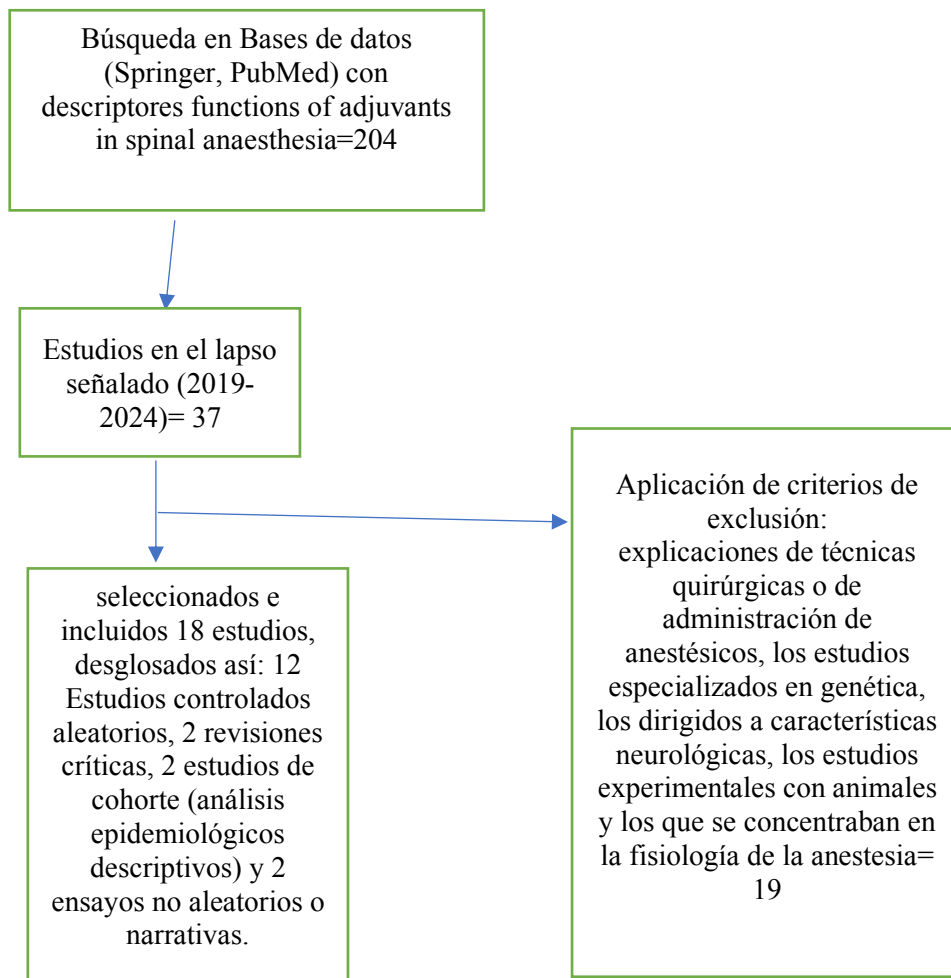 Búsqueda en Bases de datos
(Springer, PubMed) con
descriptores functions of adjuvants
in spinal anaesthesia=204
Estudios en el lapso
señalado (2019-
2024)= 37
Aplicación de criterios de
exclusión:
explicaciones de técnicas
quirúrgicas o de
administración de
anestésicos, los estudios
especializados en genética,
los dirigidos a características
neurológicas, los estudios
experimentales con animales
y los que se concentraban en
la fisiología de la anestesia=
19
seleccionados e
incluidos 18 estudios,
desglosados así: 12
Estudios controlados
aleatorios, 2 revisiones
críticas, 2 estudios de
cohorte (análisis
epidemiológicos
descriptivos) y 2
ensayos no aleatorios o
narrativas.